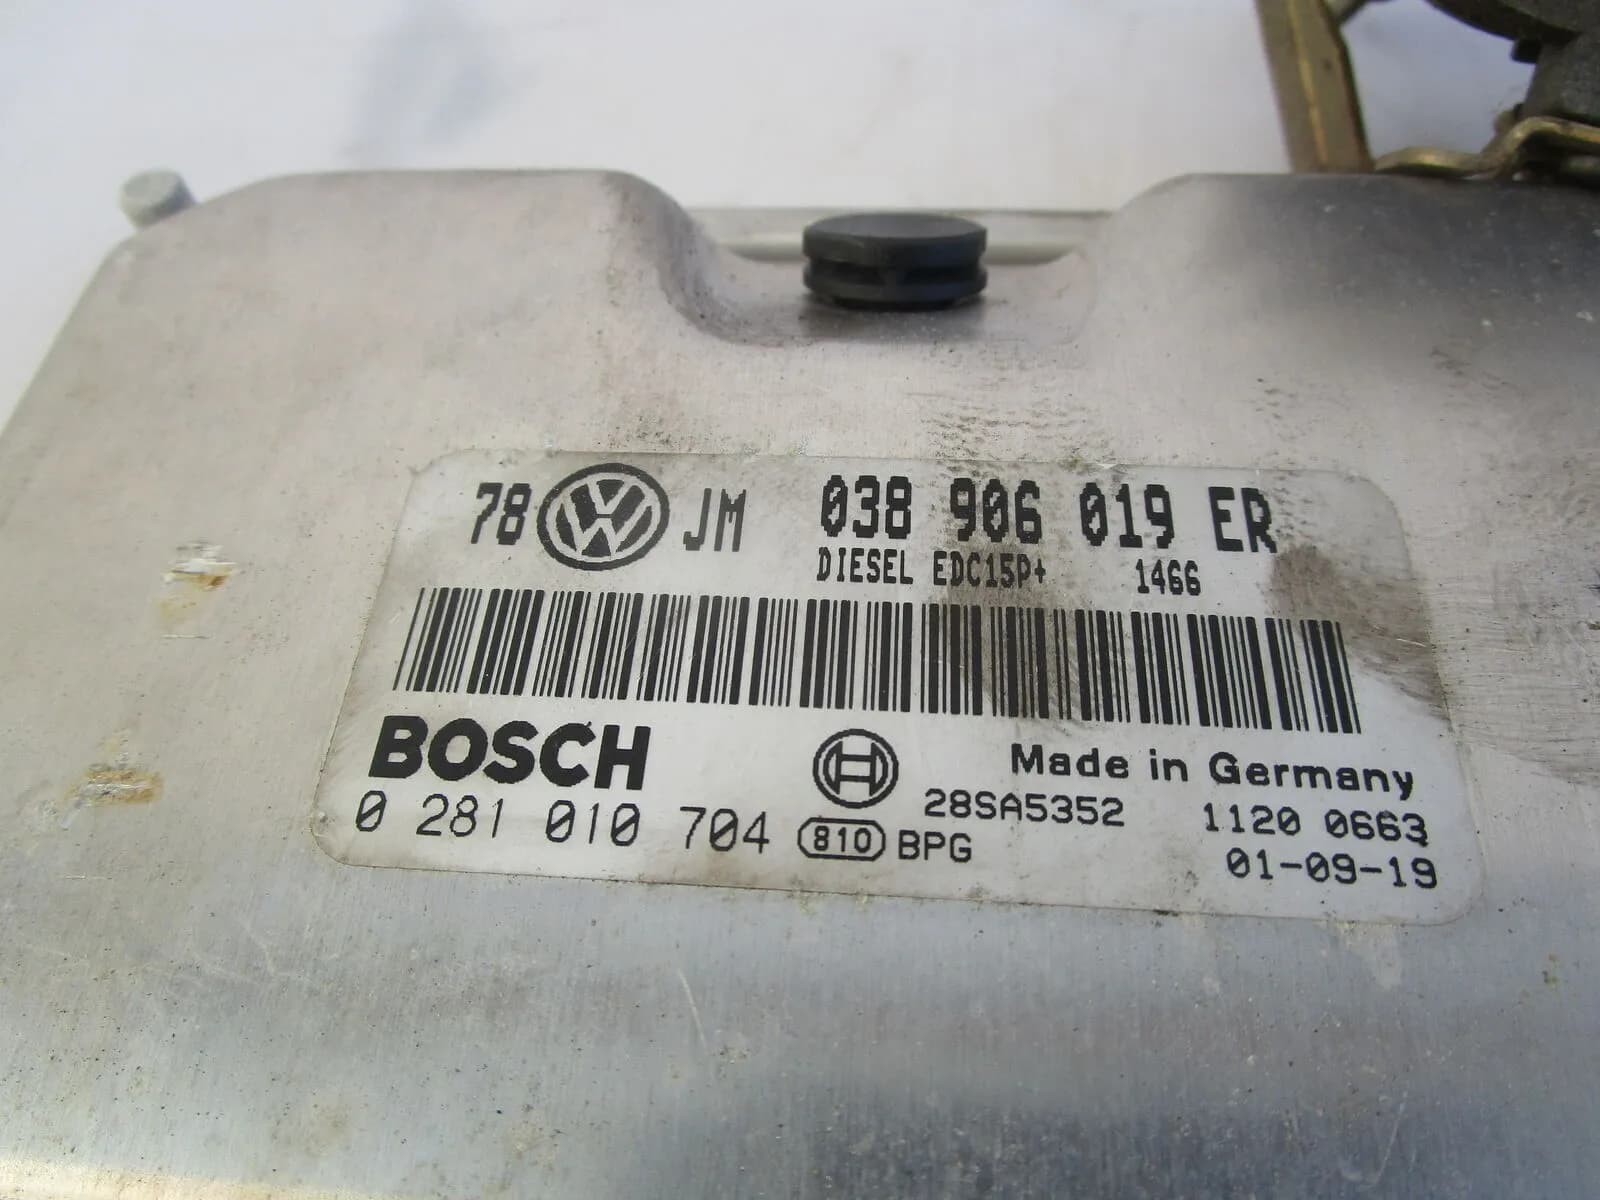 78 VW JM 038 906 019 ER
DIESEL EDC15P+ 1466
BOSCH Made in Germany
28SA5352 1120 0663
0 281 010 704 810 BPG 01-09-19